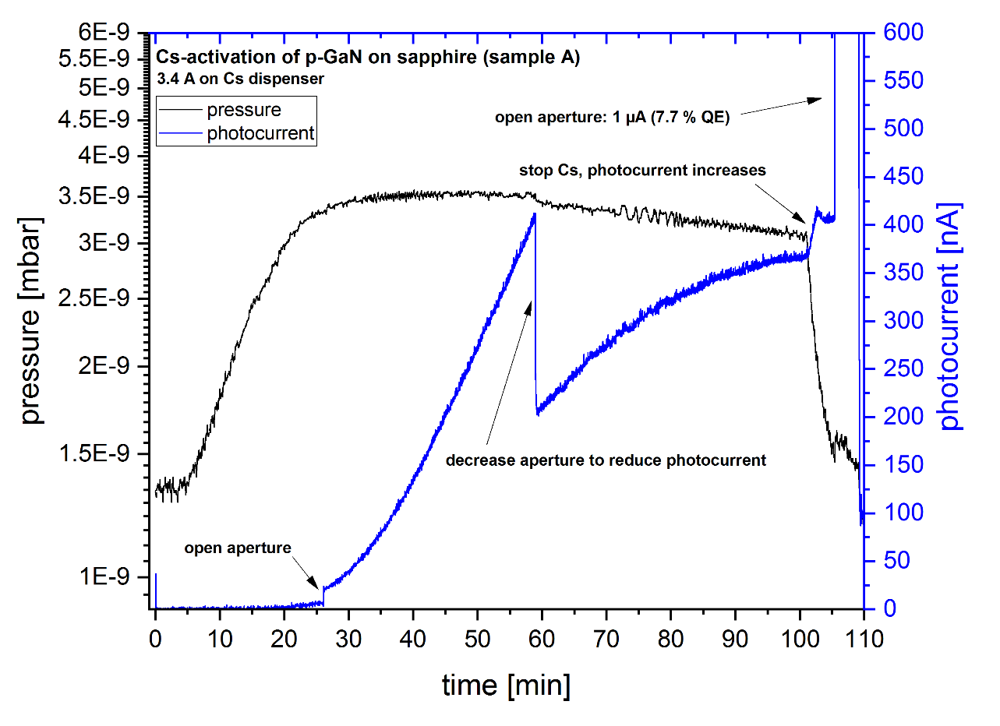 Cs-activation of p-GaN on sapphire (sample A)
3.4 A on Cs dispenser
pressure
photocurrent
open aperture: 1 µA (7.7 % QE)
stop Cs, photocurrent increases
decrease aperture to reduce photocurrent
open aperture
pressure [mbar]
6E-9
5.5E-9
5E-9
4.5E-9
4E-9
3.5E-9
3E-9
2.5E-9
2E-9
1.5E-9
1E-9
photocurrent [nA]
600
550
500
450
400
350
300
250
200
150
100
50
0
0 10 20 30 40 50 60 70 80 90 100 110
time [min]